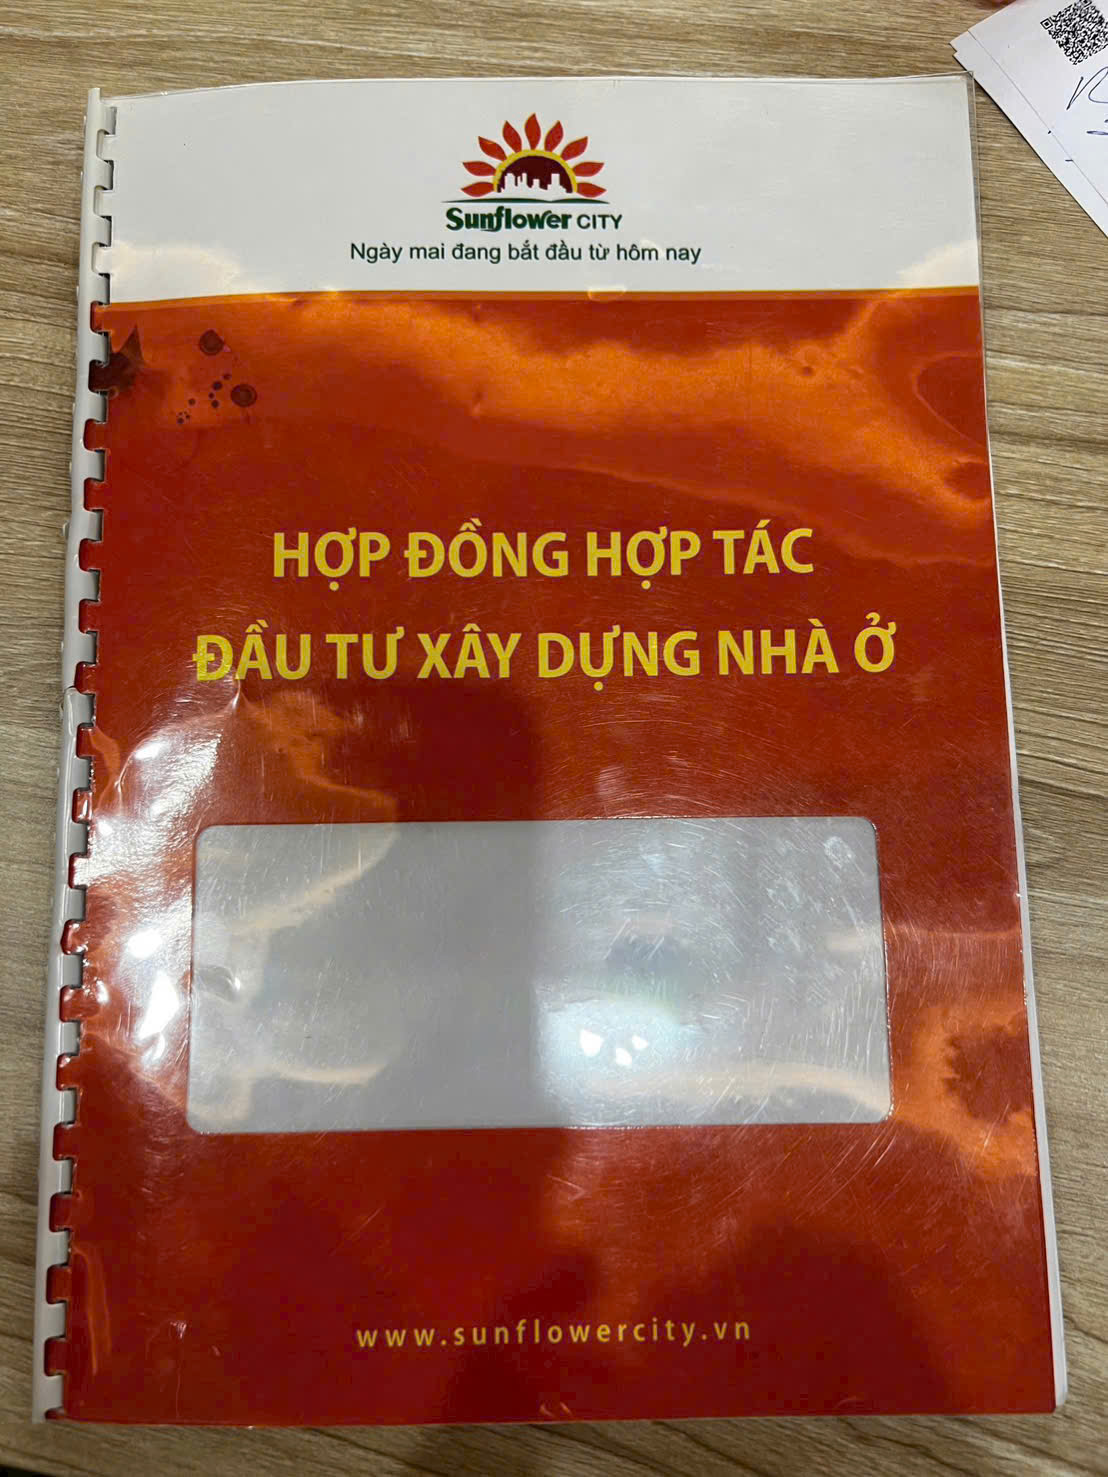 Sunflower CITY
Ngày mai đang bắt đầu từ hôm nay
HỢP ĐỒNG HỢP TÁC
ĐẦU TƯ XÂY DỰNG NHÀ Ở
www.sunflowercity.vn